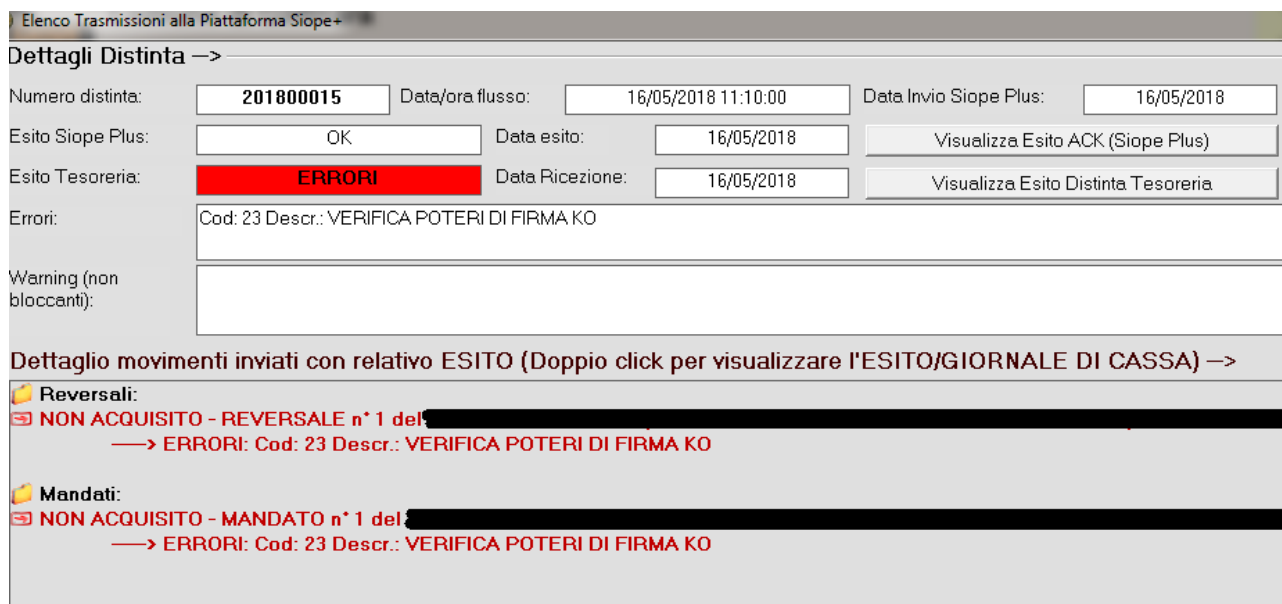 Elenco Trasmissioni alla Piattaforma Siope+
Dettagli Distinta —>
Numero distinta: 201800015 Data/ora flusso: 16/05/2018 11:10:00 Data Invio Siope Plus: 16/05/2018
Esito Siope Plus: OK Data esito: 16/05/2018 Visualizza Esito ACK (Siope Plus)
Esito Tesoreria: ERRORI Data Ricezione: 16/05/2018 Visualizza Esito Distinta Tesoreria
Errori: Cod: 23 Descr.: VERIFICA POTERI DI FIRMA KO
Warning (non
bloccanti):
Dettaglio movimenti inviati con relativo ESITO (Doppio click per visualizzare l'ESITO/GIORNALE DI CASSA) —>
Reversali:
NON ACQUISITO - REVERSALE n° 1 del
——> ERRORI: Cod: 23 Descr.: VERIFICA POTERI DI FIRMA KO
Mandati:
NON ACQUISITO - MANDATO n° 1 del
——> ERRORI: Cod: 23 Descr.: VERIFICA POTERI DI FIRMA KO